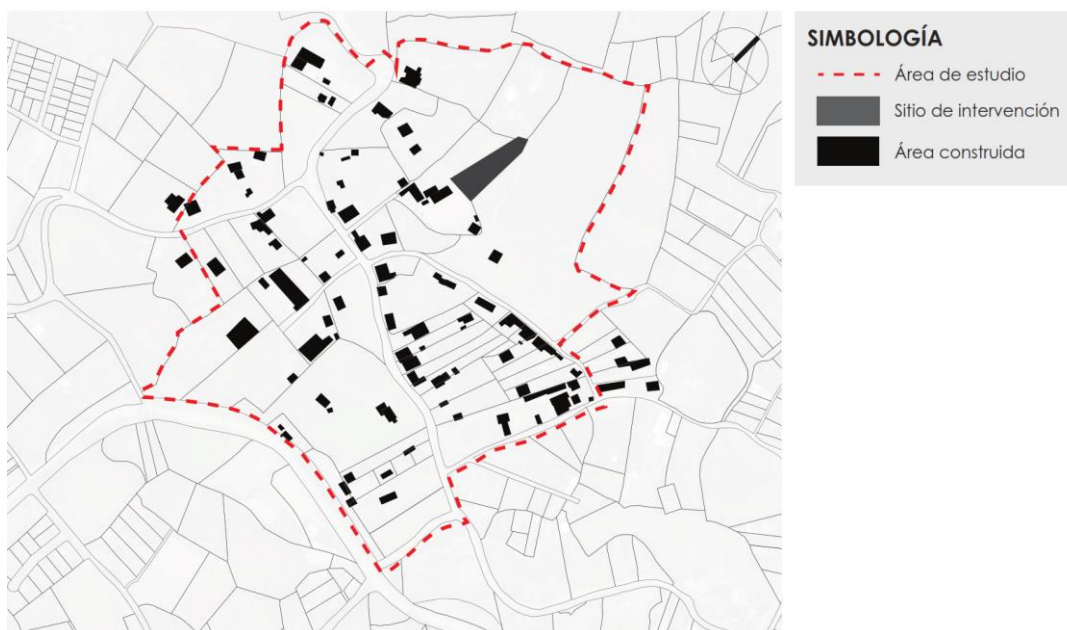 SIMBOLOGÍA
Área de estudio
Sitio de intervención
Área construida